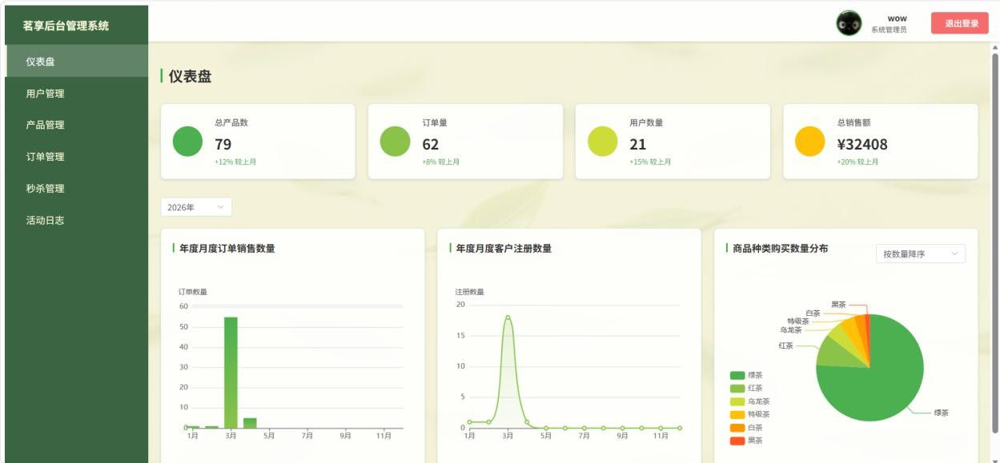 茗享后台管理系统
wow
系统管理员
退出登录
仪表盘
用户管理
产品管理
订单管理
秒杀管理
活动日志
仪表盘
总产品数
79
+12% 较上月
订单量
62
+8% 较上月
用户数量
21
+15% 较上月
总销售额
¥32408
+20% 较上月
2026年
年度月度订单销售数量
订单数量
60
50
40
30
20
10
0
1月
3月
5月
7月
9月
11月
年度月度客户注册数量
注册数量
20
15
10
5
0
1月
3月
5月
7月
9月
11月
商品种类购买数量分布
按数量降序
黑茶
白茶
特级茶
乌龙茶
红茶
绿茶
绿茶
红茶
乌龙茶
特级茶
白茶
黑茶